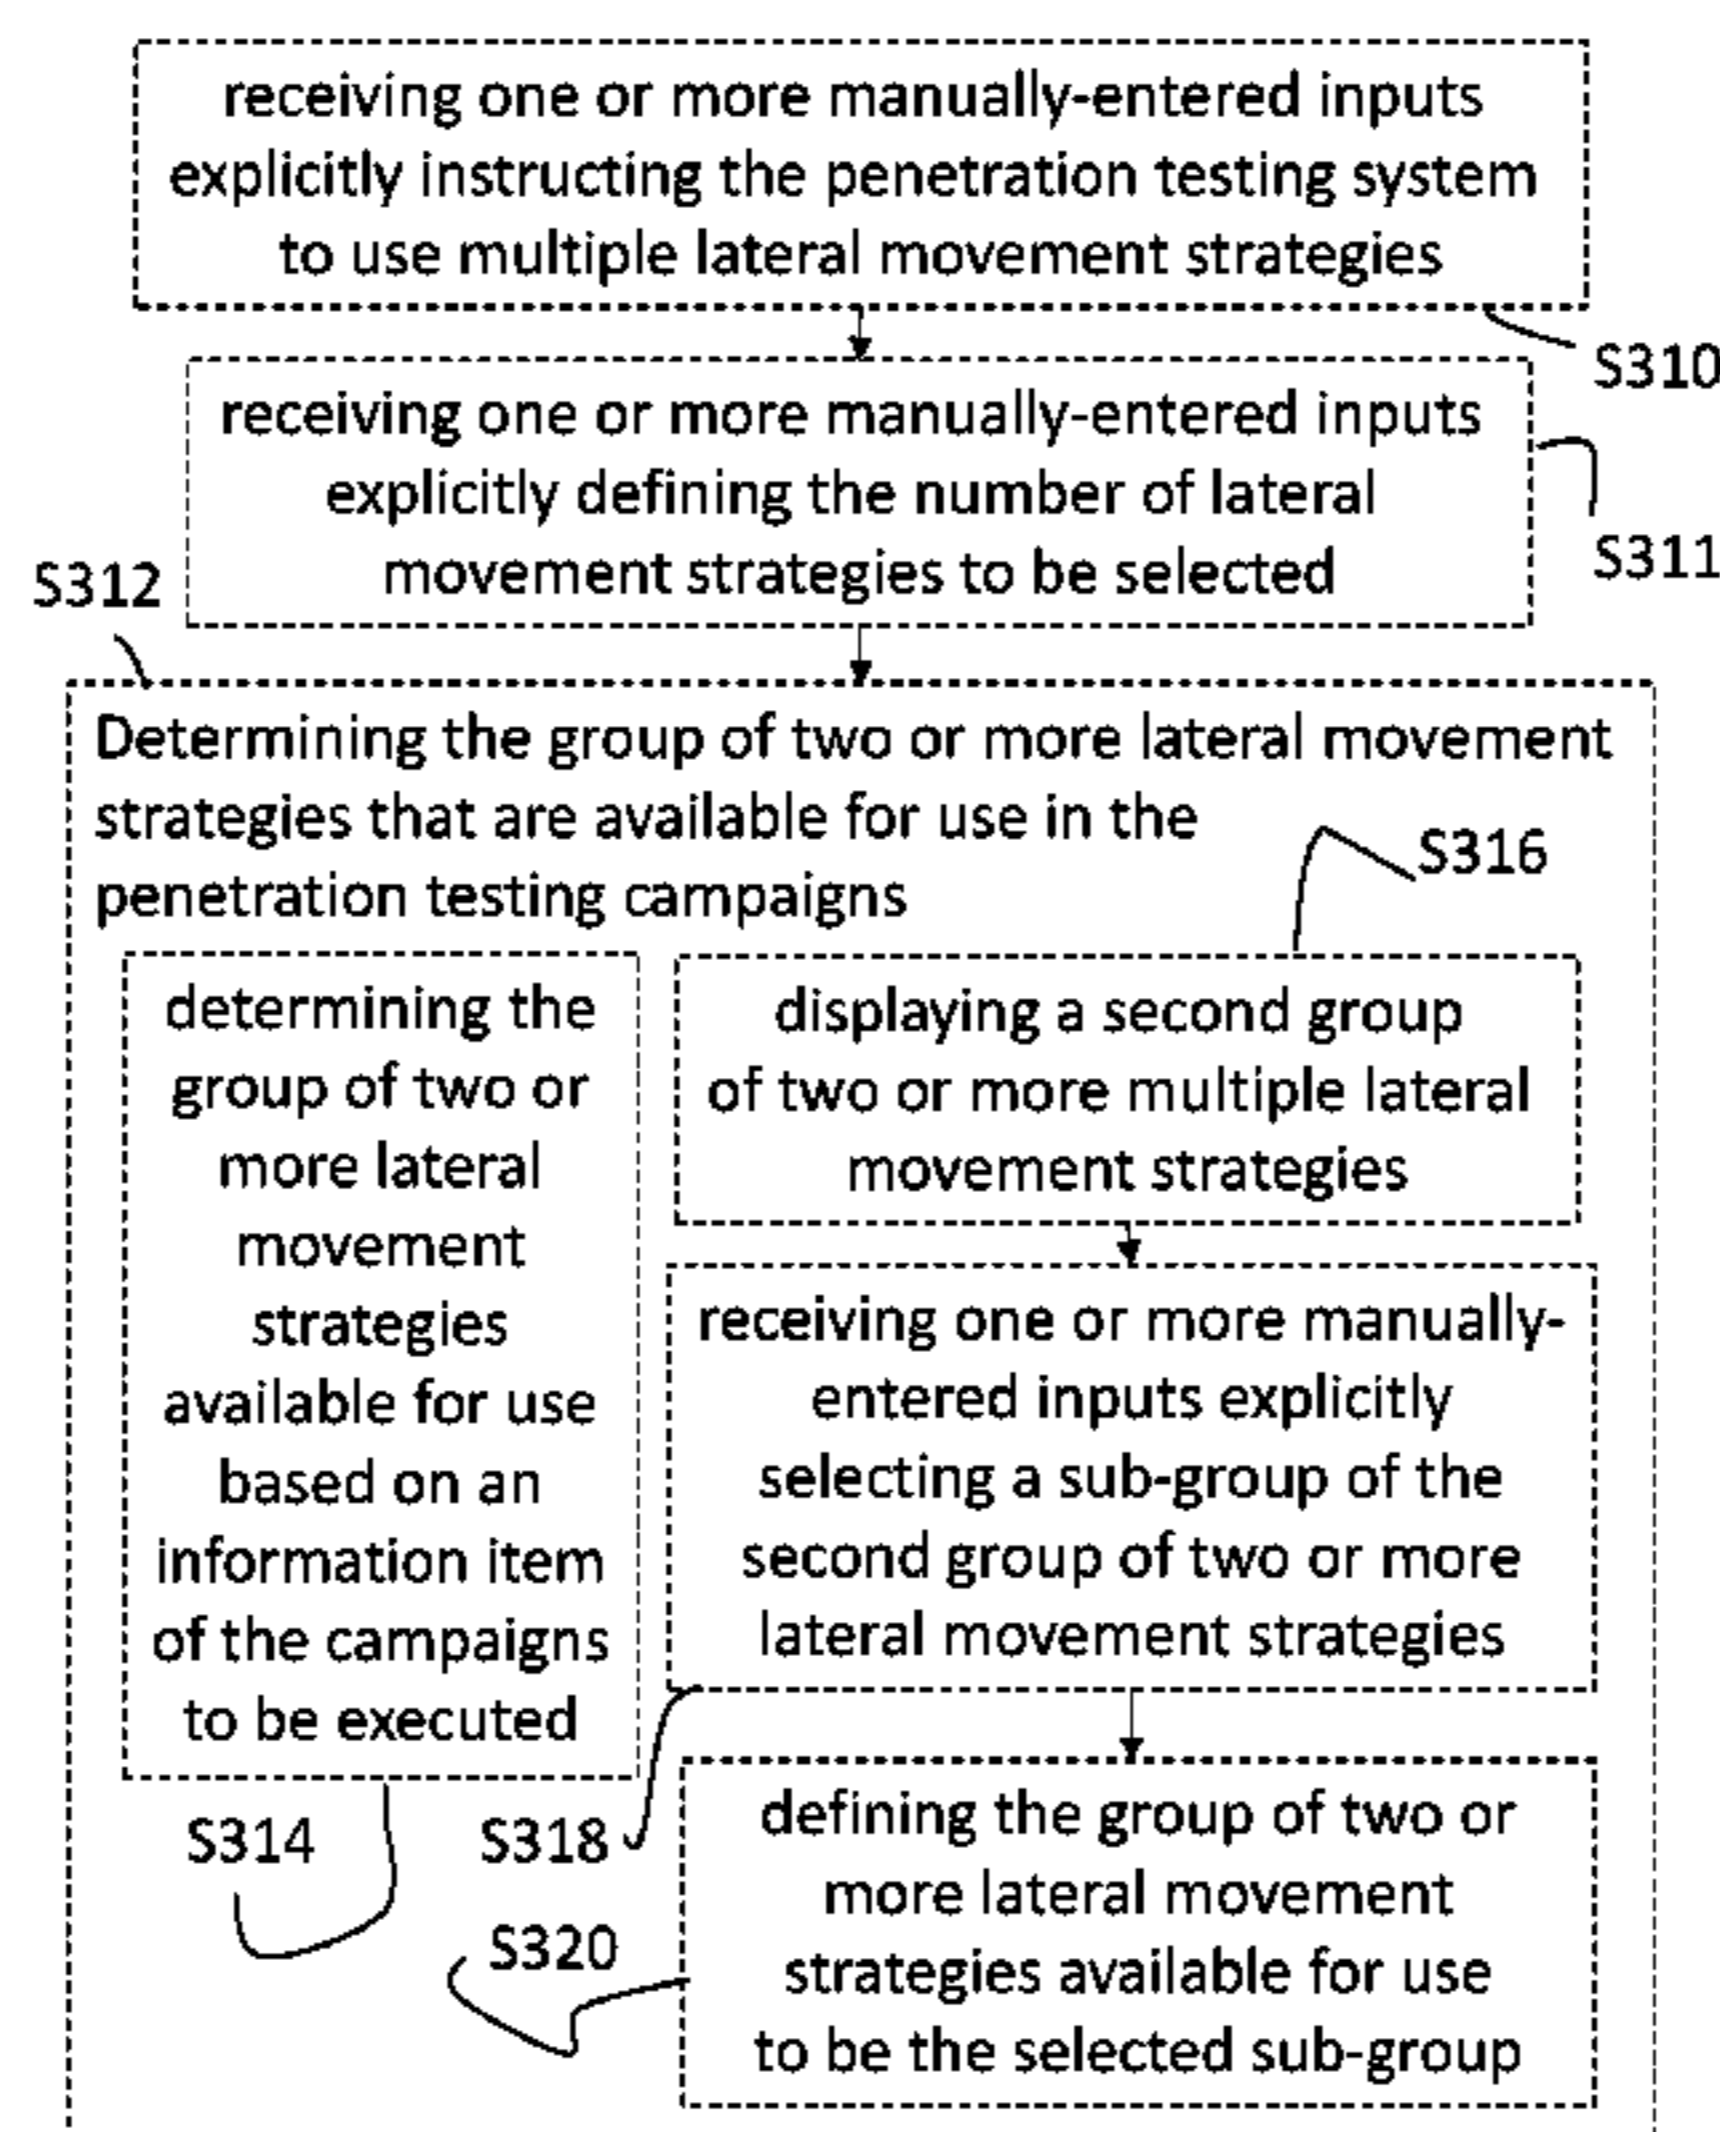 receiving one or more manually-entered inputs
explicitly instructing the penetration testing system
to use multiple lateral movement strategies
S310
receiving one or more manually-entered inputs
explicitly defining the number of lateral
movement strategies to be selected
S311
S312
Determining the group of two or more lateral movement
strategies that are available for use in the
penetration testing campaigns
S316
determining the
group of two or
more lateral
movement
strategies
available for use
based on an
information item
of the campaigns
to be executed
S314
displaying a second group
of two or more multiple lateral
movement strategies
receiving one or more manually-
entered inputs explicitly
selecting a sub-group of the
second group of two or more
lateral movement strategies
S318
defining the group of two or
more lateral movement
strategies available for use
to be the selected sub-group
S320